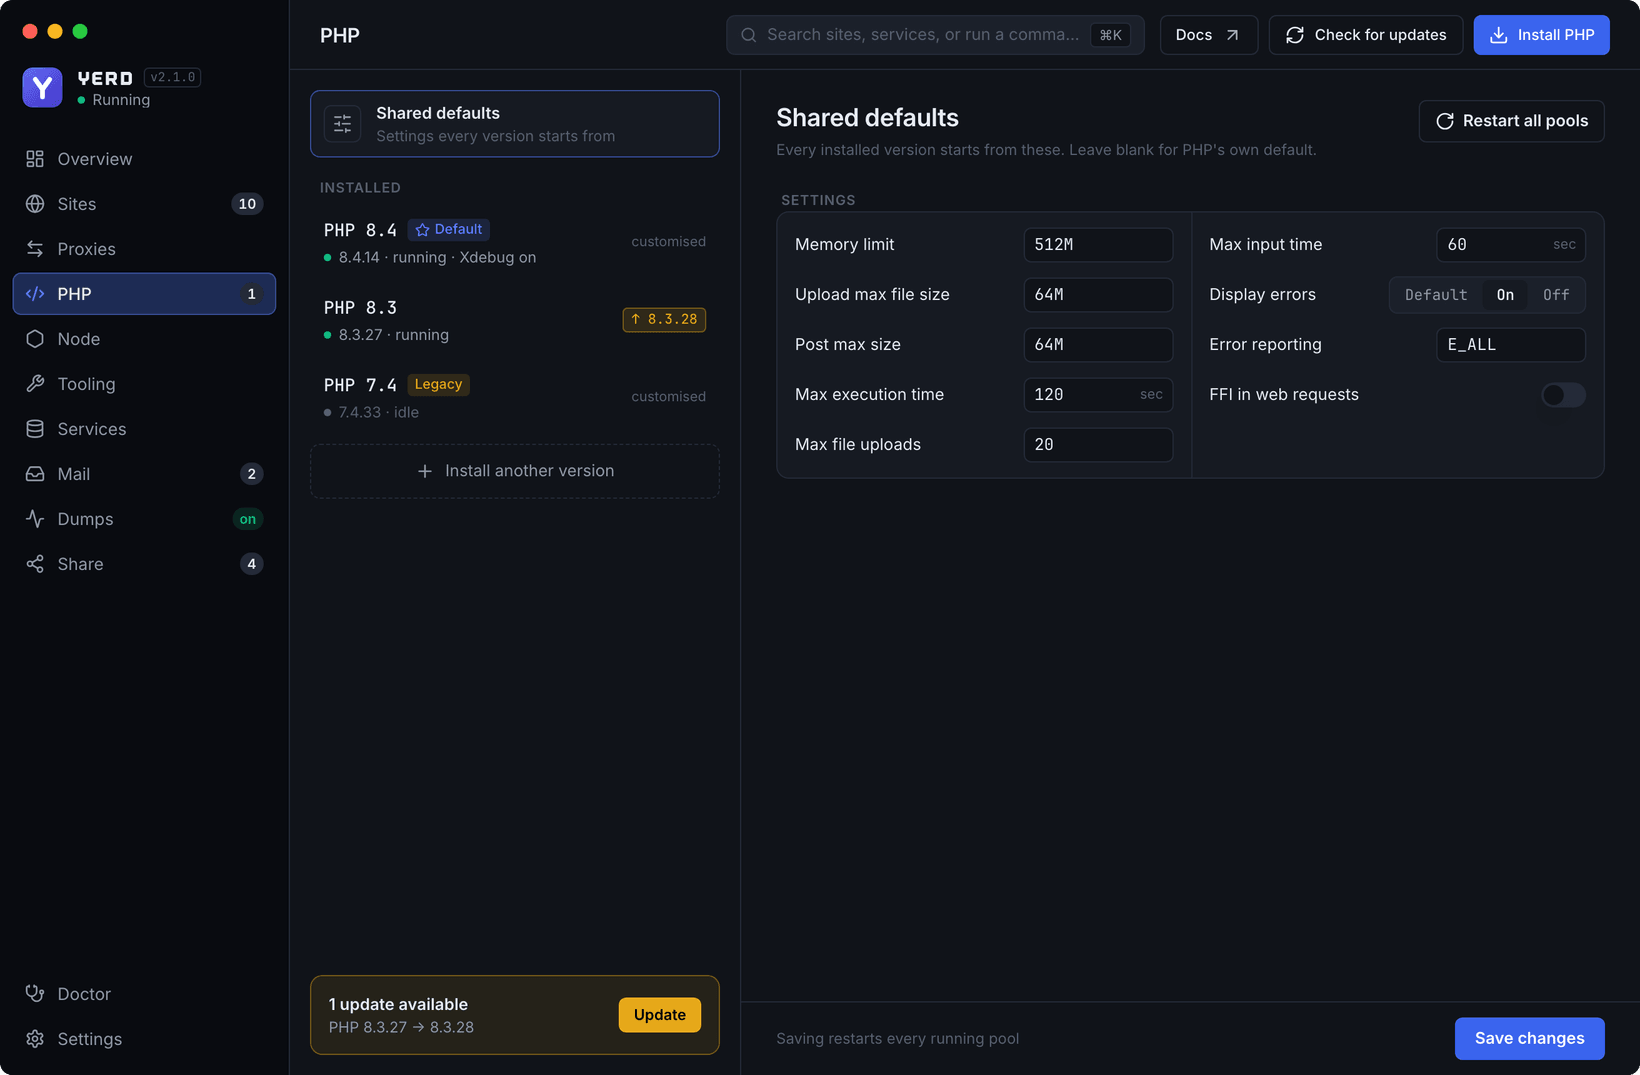 YERD v2.1.0
Running
Overview
Sites 10
Proxies
PHP 1
Node
Tooling
Services
Mail 2
Dumps on
Share 4
Doctor
Settings
PHP
Search sites, services, or run a comma... ⌘K
Docs
Check for updates
Install PHP
Shared defaults
Settings every version starts from
INSTALLED
PHP 8.4 Default
8.4.14 · running · Xdebug on
customised
PHP 8.3
8.3.27 · running
↑ 8.3.28
PHP 7.4 Legacy
7.4.33 · idle
customised
+ Install another version
1 update available
PHP 8.3.27 → 8.3.28
Update
Shared defaults
Every installed version starts from these. Leave blank for PHP's own default.
Restart all pools
SETTINGS
Memory limit 512M
Upload max file size 64M
Post max size 64M
Max execution time 120 sec
Max file uploads 20
Max input time 60 sec
Display errors Default On Off
Error reporting E_ALL
FFI in web requests
Saving restarts every running pool
Save changes